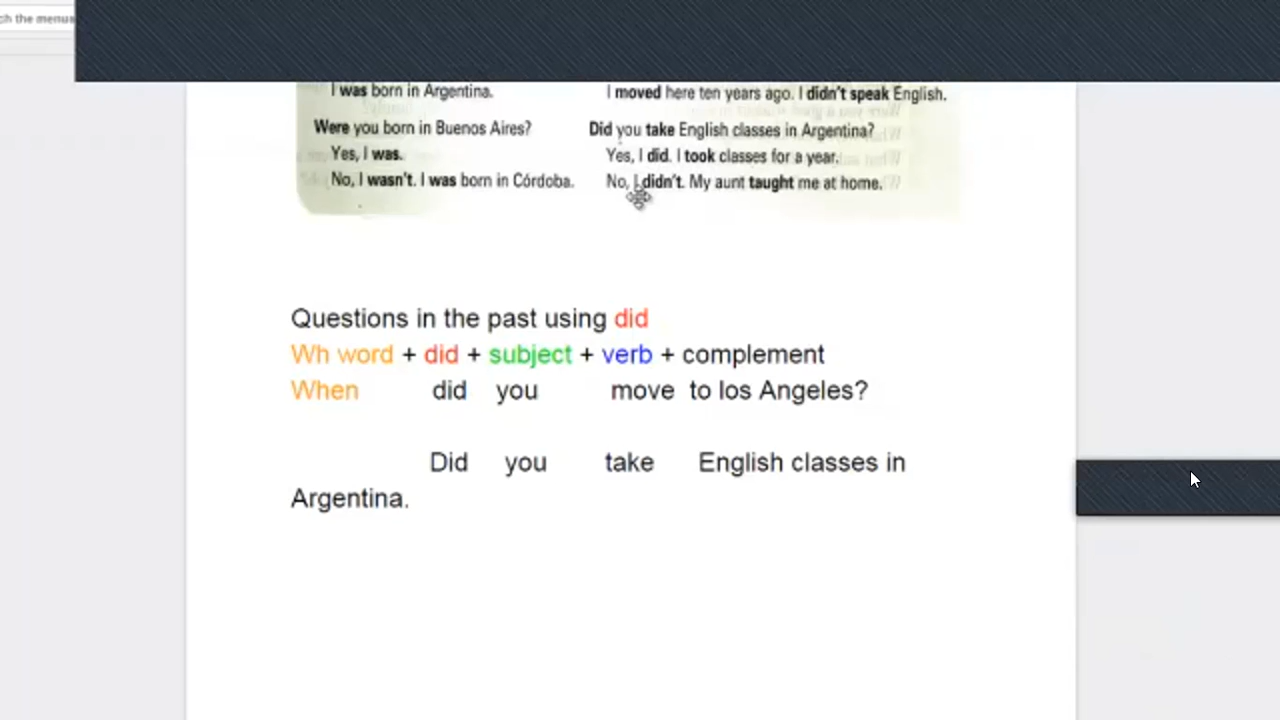 ch the menus
I was born in Argentina.
Were you born in Buenos Aires?
Yes, I was.
No, I wasn't. I was born in Córdoba.
I moved here ten years ago. I didn't speak English.
Did you take English classes in Argentina?
Yes, I did. I took classes for a year.
No, I didn't. My aunt taught me at home.
Questions in the past using did
Wh word + did + subject + verb + complement
When did you move to los Angeles?
Did you take English classes in
Argentina.